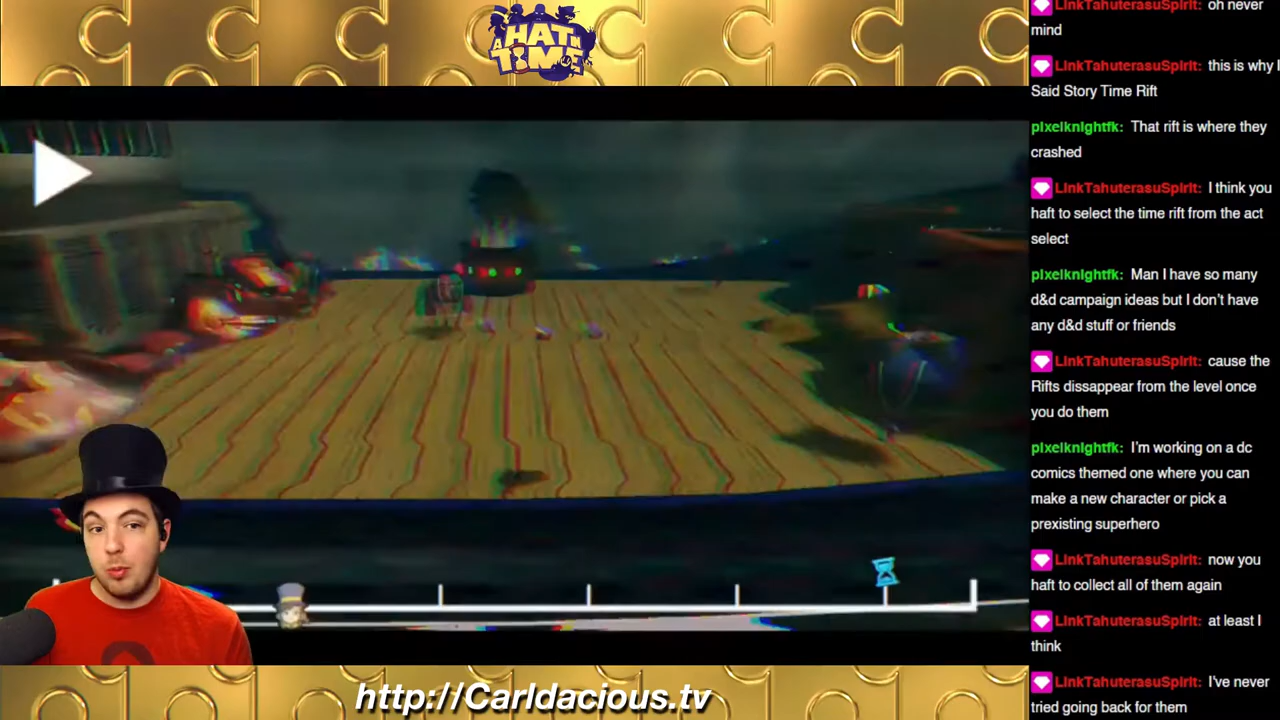 A HAT IN TIME
LinkTahuterasuSpirit: oh never
mind
LinkTahuterasuSpirit: this is why I
Said Story Time Rift
pixelknightfk: That rift is where they
crashed
LinkTahuterasuSpirit: I think you
haft to select the time rift from the act
select
pixelknightfk: Man I have so many
d&d campaign ideas but I don't have
any d&d stuff or friends
LinkTahuterasuSpirit: cause the
Rifts dissappear from the level once
you do them
pixelknightfk: I'm working on a dc
comics themed one where you can
make a new character or pick a
prexisting superhero
LinkTahuterasuSpirit: now you
haft to collect all of them again
LinkTahuterasuSpirit: at least I
think
LinkTahuterasuSpirit: I've never
tried going back for them
http://Carldacious.tv